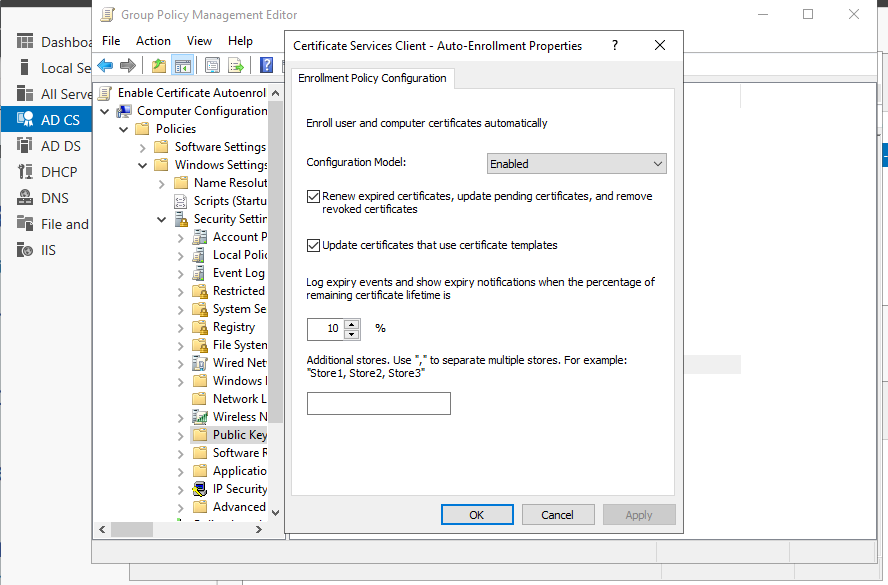 Group Policy Management Editor
File Action View Help
Dashboa
Local Se
All Serve
AD CS
AD DS
DHCP
DNS
File and
IIS
Enable Certificate Autoenrol
Computer Configuration
Policies
Software Settings
Windows Settings
Name Resolut
Scripts (Startu
Security Settin
Account P
Local Polic
Event Log
Restricted
System Se
Registry
File System
Wired Net
Windows
Network L
Wireless N
Public Key
Software R
Applicatio
IP Security
Advanced
Certificate Services Client - Auto-Enrollment Properties
?
Enrollment Policy Configuration
Enroll user and computer certificates automatically
Configuration Model:
Enabled
Renew expired certificates, update pending certificates, and remove
revoked certificates
Update certificates that use certificate templates
Log expiry events and show expiry notifications when the percentage of
remaining certificate lifetime is
10 %
Additional stores. Use "," to separate multiple stores. For example:
"Store1, Store2, Store3"
OK Cancel Apply